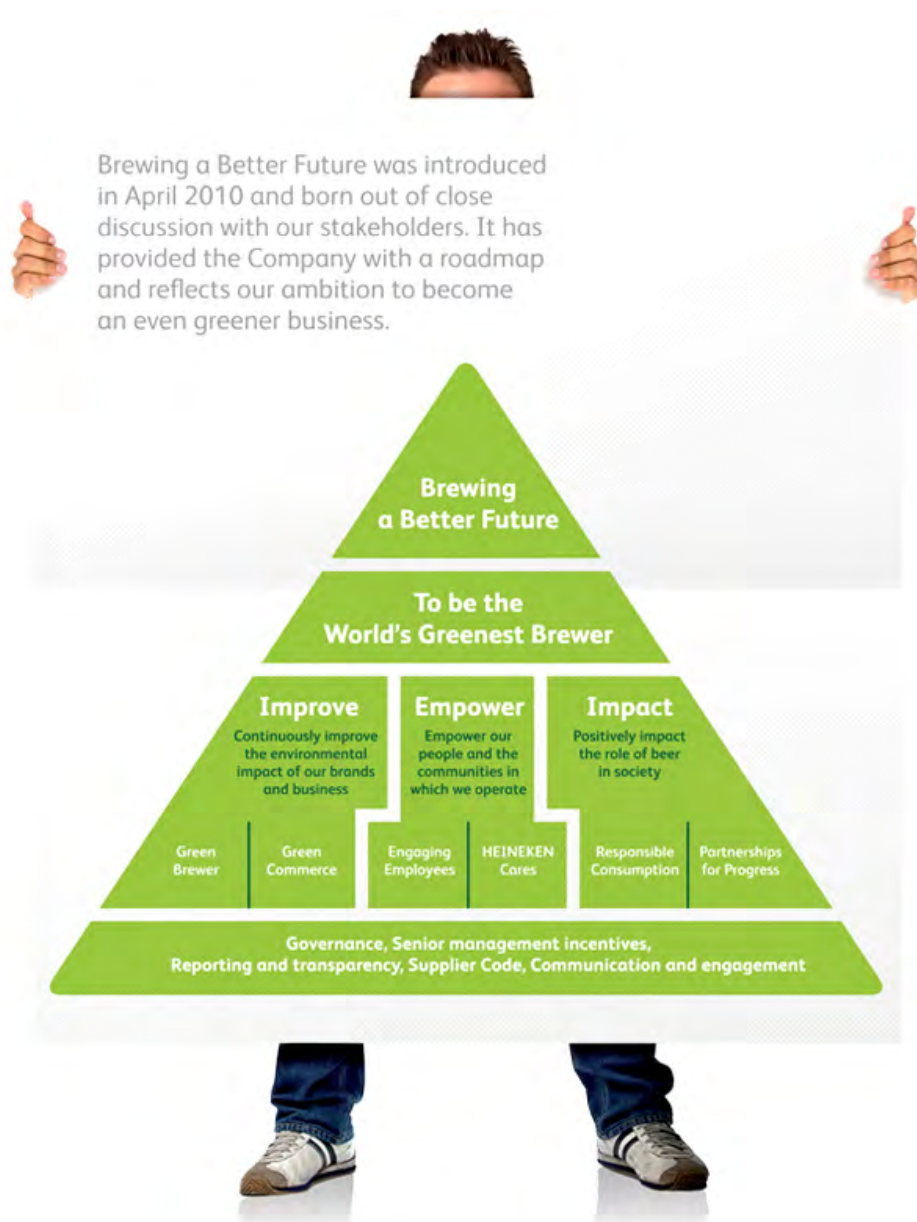 Brewing a Better Future was introduced
in April 2010 and born out of close
discussion with our stakeholders. It has
provided the Company with a roadmap
and reflects our ambition to become
an even greener business.
Brewing
a Better Future
To be the
World's Greenest Brewer
Improve
Continuously improve
the environmental
impact of our brands
and business
Empower
Empower our
people and the
communities in
which we operate
Impact
Positively impact
the role of beer
in society
Green
Brewer
Green
Commerce
Engaging
Employees
HEINEKEN
Cares
Responsible
Consumption
Partnerships
for Progress
Governance, Senior management incentives,
Reporting and transparency, Supplier Code, Communication and engagement